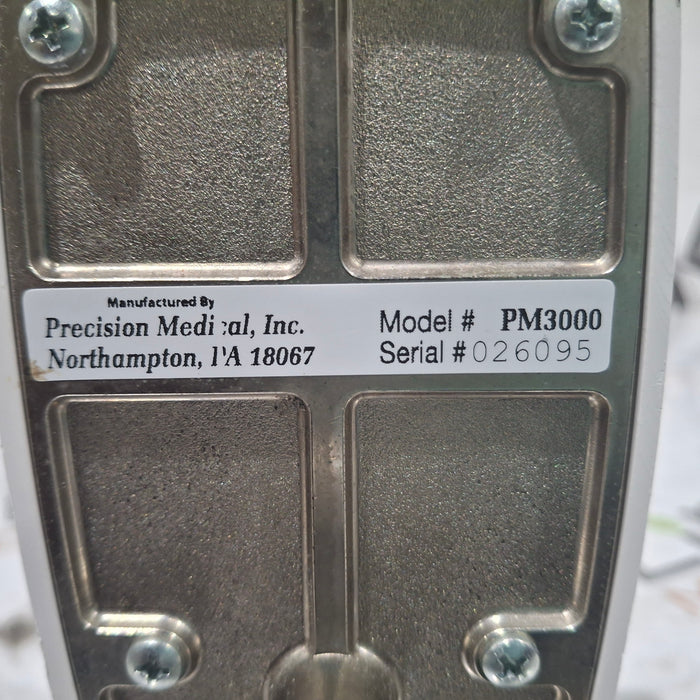 Manufactured By
Precision Medical, Inc.
Northampton, PA 18067
Model # PM3000
Serial # 026095